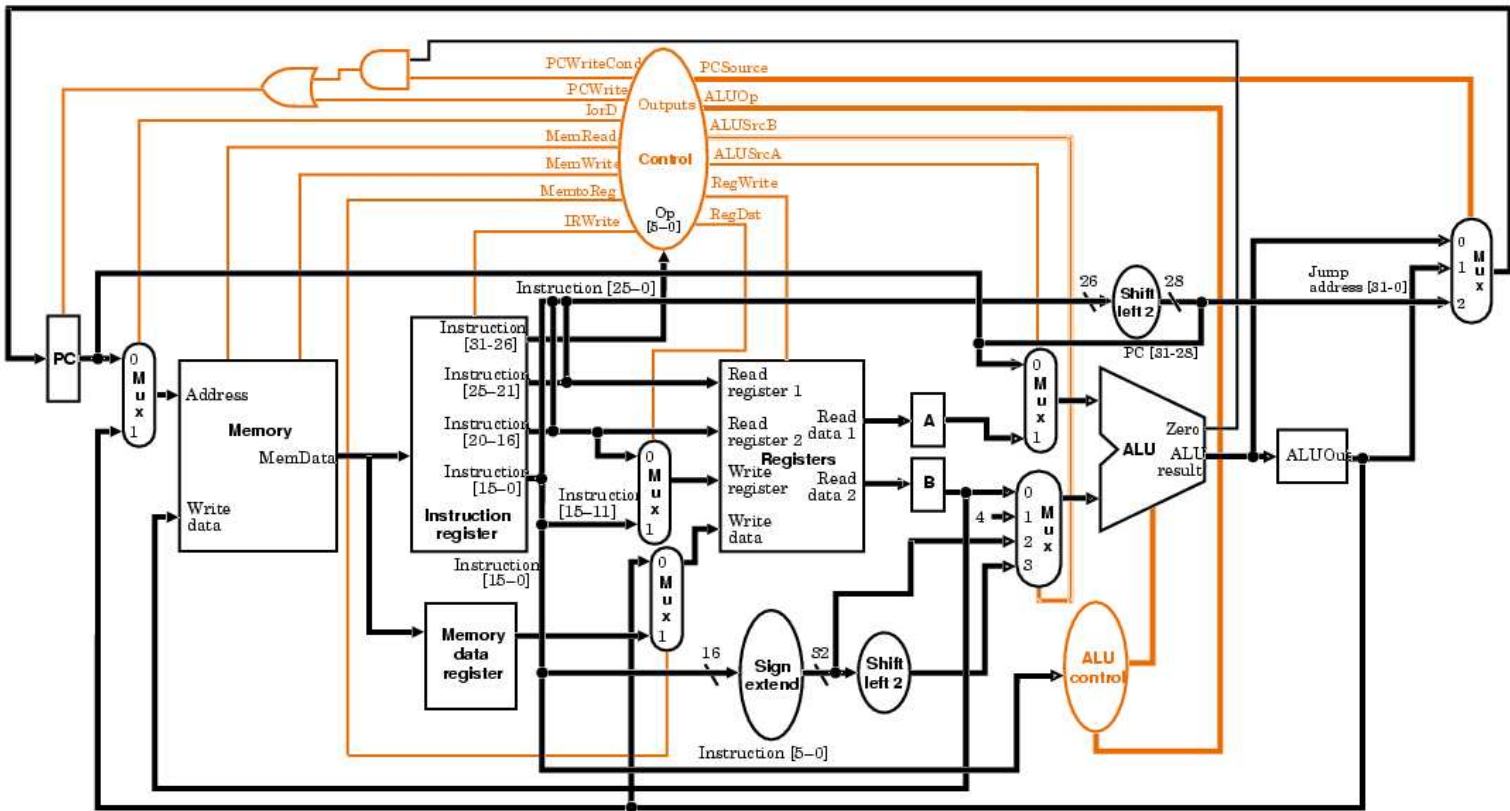 PCWriteCond
PCWrite
IorD
MemRead
MemWrite
MemtoReg
IRWrite
Outputs
Control
Op
[5–0]
PCSource
ALUOp
ALUSrcB
ALUSrcA
RegWrite
RegDst
Instruction [25–0]
26
Shift
left 2
28
Jump
address [31-0]
PC [31-28]
0
1
2
M
u
x
PC
0
M
u
x
1
Address
Memory
MemData
Write
data
Instruction
[31-26]
Instruction
[25–21]
Instruction
[20–16]
Instruction
[15–0]
Instruction
register
Instruction
[15–11]
Instruction
[15–0]
0
M
u
x
1
0
M
u
x
1
Memory
data
register
Read
register 1
Read
register 2
Write
register
Write
data
Registers
Read
data 1
Read
data 2
A
B
0
M
u
x
1
4
0
1
2
3
M
u
x
ALU
Zero
ALU
result
ALUOut
16
Sign
extend
32
Shift
left 2
ALU
control
Instruction [5–0]